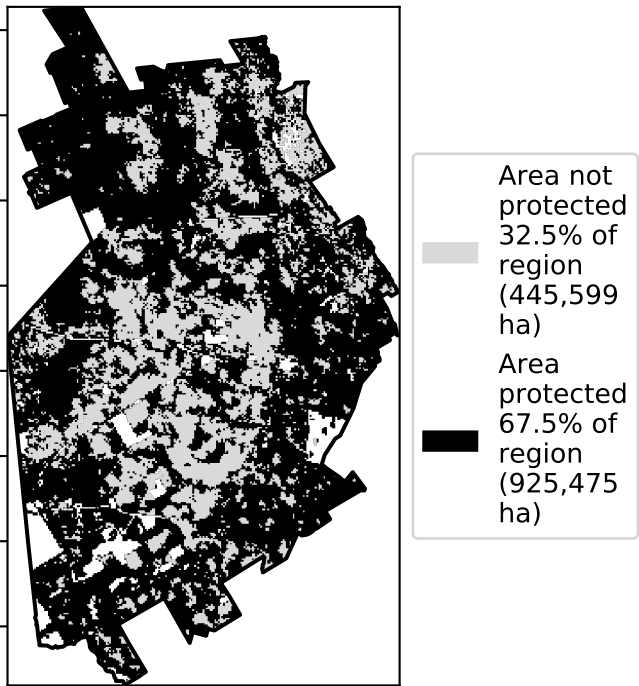 Area not
protected
32.5% of
region
(445,599
ha)
Area
protected
67.5% of
region
(925,475
ha)